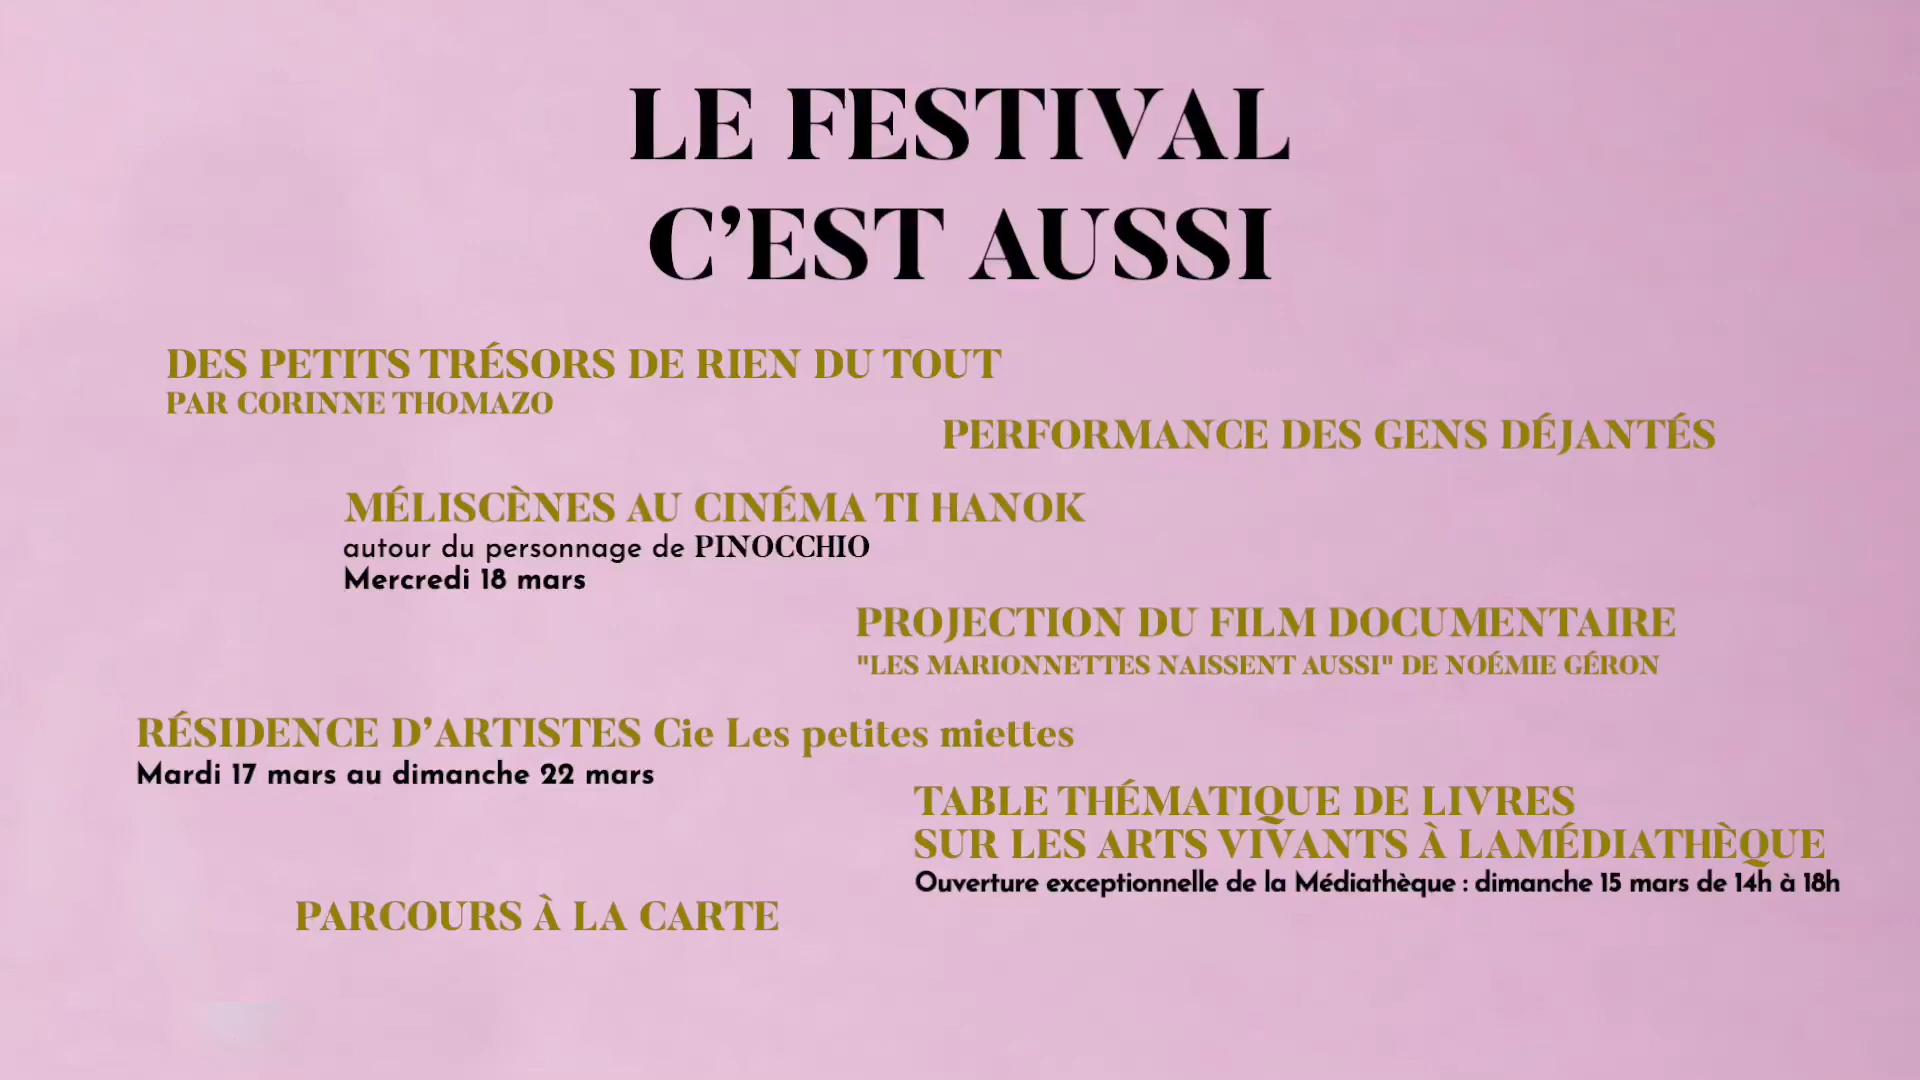 LE FESTIVAL
C’EST AUSSI
DES PETITS TRÉSORS DE RIEN DU TOUT
PAR CORINNE THOMAZO
PERFORMANCE DES GENS DÉJANTÉS
MÉLISCÈNES AU CINÉMA TI HANOK
autour du personnage de PINOCCHIO
Mercredi 18 mars
PROJECTION DU FILM DOCUMENTAIRE
"LES MARIONNETTES NAISSENT AUSSI" DE NOÉMIE GÉRON
RÉSIDENCE D’ARTISTES Cie Les petites miettes
Mardi 17 mars au dimanche 22 mars
TABLE THÉMATIQUE DE LIVRES
SUR LES ARTS VIVANTS À LAMÉDIATHÈQUE
Ouverture exceptionnelle de la Médiathèque : dimanche 15 mars de 14h à 18h
PARCOURS À LA CARTE